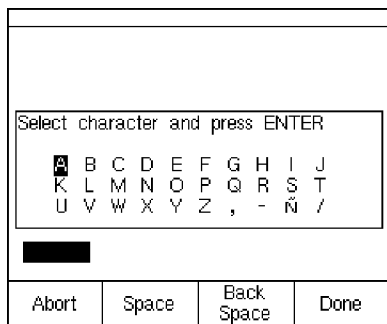 Select character and press ENTER
A B C D E F G H I J
K L M N O P Q R S T
U V W X Y Z , - Ñ /
Abort Space Back Space Done